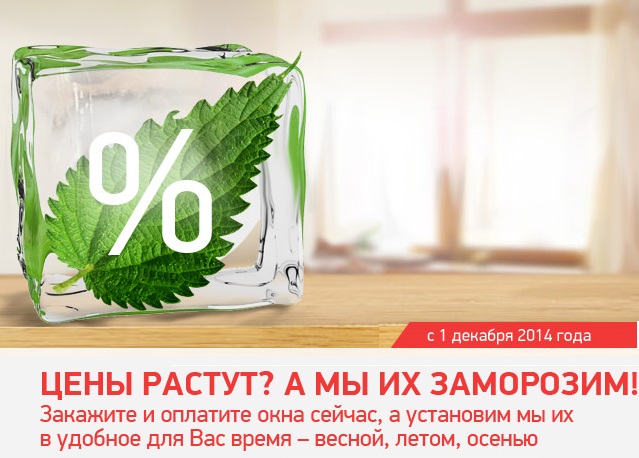 %
с 1 декабря 2014 года
ЦЕНЫ РАСТУТ? А МЫ ИХ ЗАМОРОЗИМ!
Закажите и оплатите окна сейчас, а установим мы их
в удобное для Вас время – весной, летом, осенью